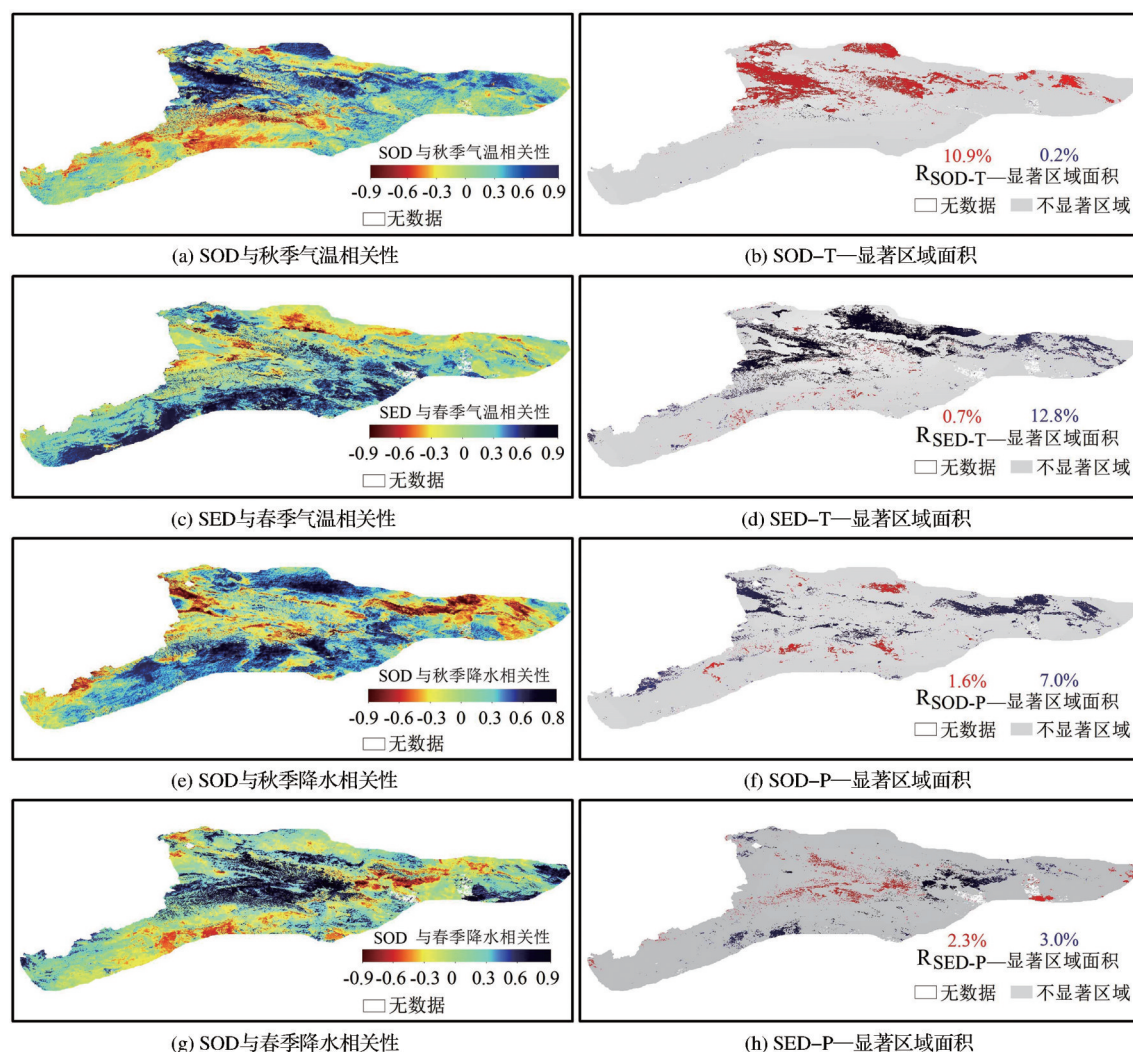 SOD与秋季气温相关性
-0.9 -0.6 -0.3 0 0.3 0.6 0.9
无数据
10.9% 0.2%
RSOD-T—显著区域面积
无数据 不显著区域
(a) SOD与秋季气温相关性
(b) SOD-T—显著区域面积
SED 与春季气温相关性
-0.9 -0.6 -0.3 0 0.3 0.6 0.9
无数据
0.7% 12.8%
RSED-T—显著区域面积
无数据 不显著区域
(c) SED与春季气温相关性
(d) SED-T—显著区域面积
SOD与秋季降水相关性
-0.9 -0.6 -0.3 0 0.3 0.6 0.8
无数据
1.6% 7.0%
RSOD-P—显著区域面积
无数据 不显著区域
(e) SOD与秋季降水相关性
(f) SOD-P—显著区域面积
SOD 与春季降水相关性
-0.9 -0.6 -0.3 0 0.3 0.6 0.9
无数据
2.3% 3.0%
RSED-P—显著区域面积
无数据 不显著区域
(g) SOD与春季降水相关性
(h) SED-P—显著区域面积